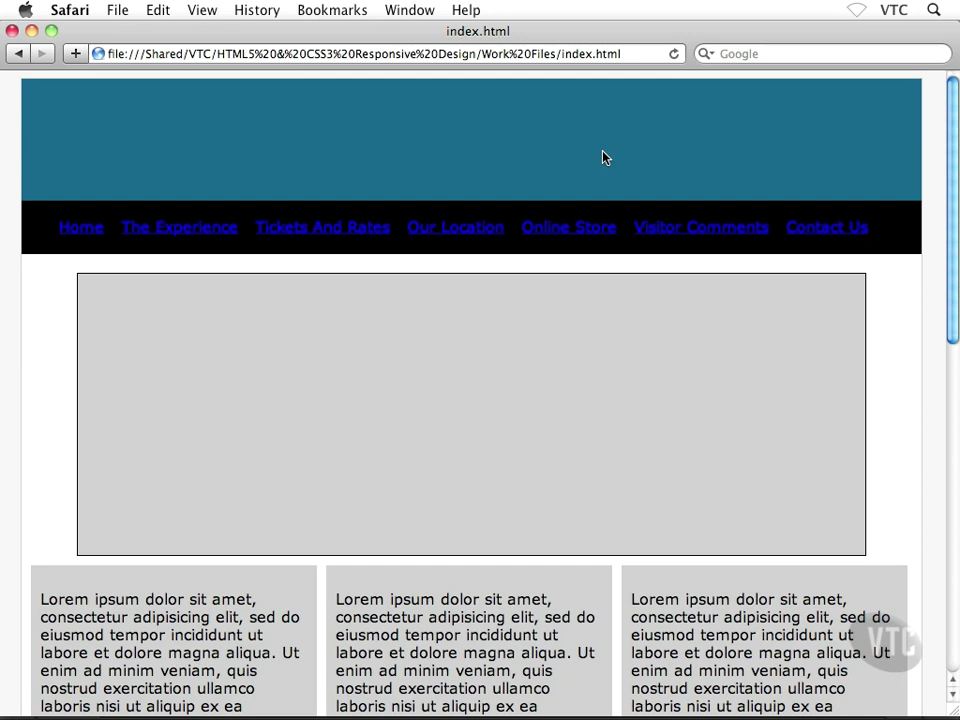 Safari File Edit View History Bookmarks Window Help VTC
index.html
file:///Shared/VTC/HTML5%20&%20CSS3%20Responsive%20Design/Work%20Files/index.html Google
Home The Experience Tickets And Rates Our Location Online Store Visitor Comments Contact Us
Lorem ipsum dolor sit amet,
consectetur adipisicing elit, sed do
eiusmod tempor incididunt ut
labore et dolore magna aliqua. Ut
enim ad minim veniam, quis
nostrud exercitation ullamco
laboris nisi ut aliquip ex ea
Lorem ipsum dolor sit amet,
consectetur adipisicing elit, sed do
eiusmod tempor incididunt ut
labore et dolore magna aliqua. Ut
enim ad minim veniam, quis
nostrud exercitation ullamco
laboris nisi ut aliquip ex ea
Lorem ipsum dolor sit amet,
consectetur adipisicing elit, sed do
eiusmod tempor incididunt ut
labore et dolore magna aliqua. Ut
enim ad minim veniam, quis
nostrud exercitation ullamco
laboris nisi ut aliquip ex ea
VTC